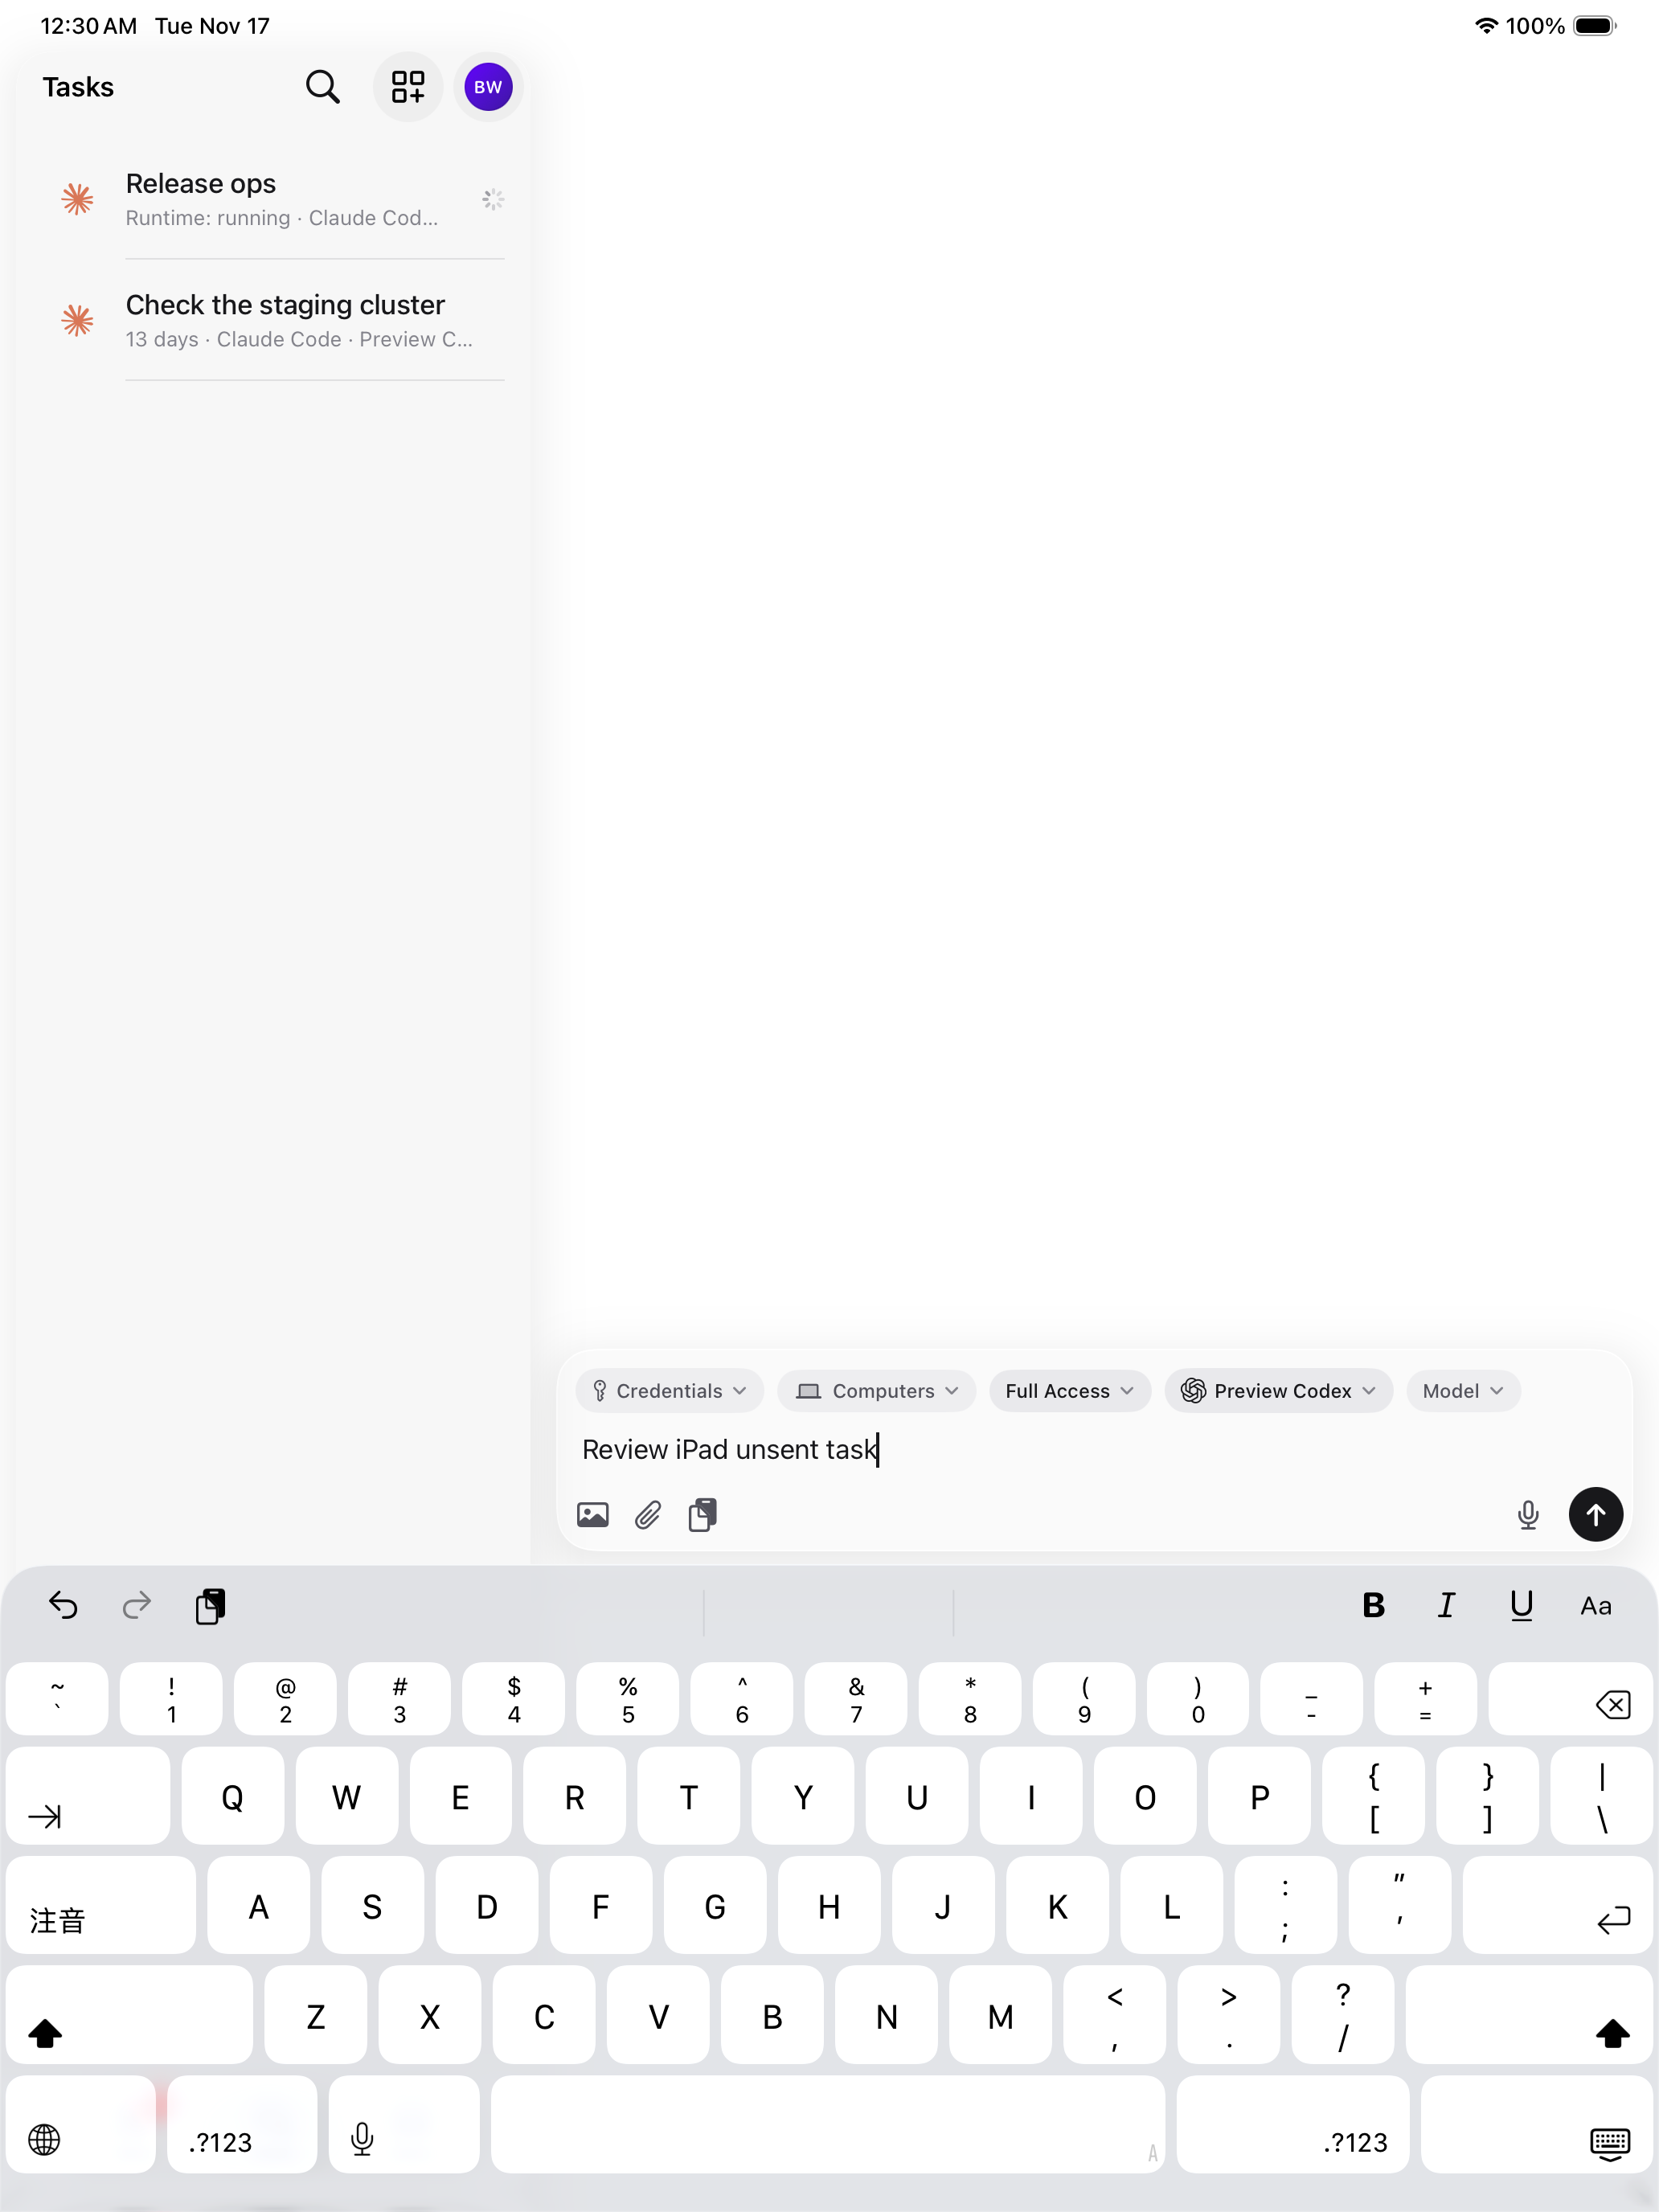 12:30 AM Tue Nov 17
100%
Tasks
BW
Release ops
Runtime: running · Claude Cod...
Check the staging cluster
13 days · Claude Code · Preview C...
Credentials
Computers
Full Access
Preview Codex
Model
Review iPad unsent task
B I U Aa
~ ! @ # $ % ^ & * ( ) _ +
` 1 2 3 4 5 6 7 8 9 0 - =
Q W E R T Y U I O P { } |
[ ] \
注音 A S D F G H J K L : "
; '
Z X C V B N M < > ?
, . /
.?123 A .?123